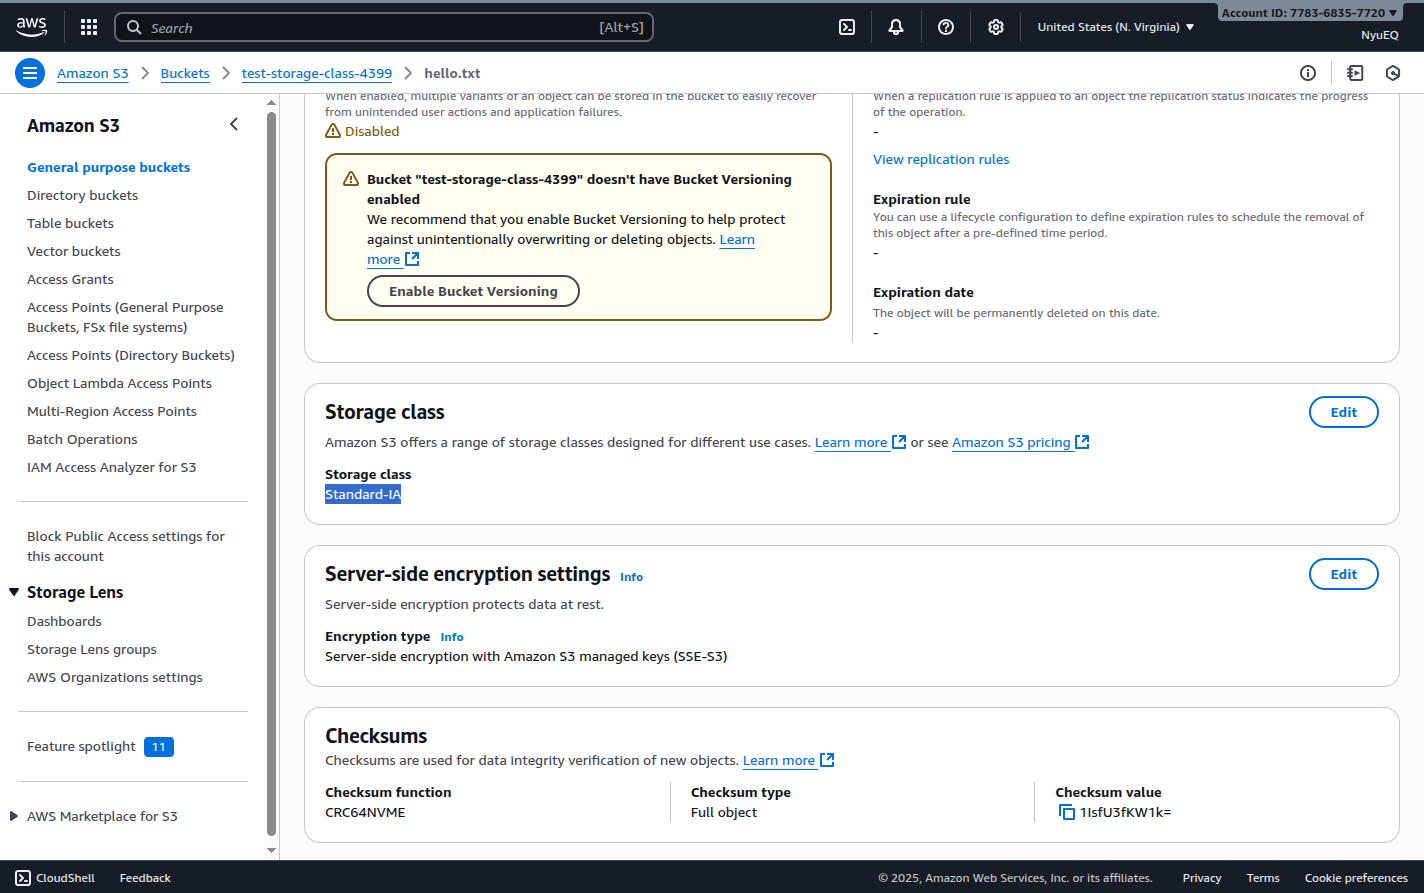 aws
Search [Alt+S]
United States (N. Virginia)
Account ID: 7783-6835-7720
NyuEQ
Amazon S3 > Buckets > test-storage-class-4399 > hello.txt
Amazon S3
General purpose buckets
Directory buckets
Table buckets
Vector buckets
Access Grants
Access Points (General Purpose
Buckets, FSx file systems)
Access Points (Directory Buckets)
Object Lambda Access Points
Multi-Region Access Points
Batch Operations
IAM Access Analyzer for S3
Block Public Access settings for
this account
Storage Lens
Dashboards
Storage Lens groups
AWS Organizations settings
Feature spotlight 11
AWS Marketplace for S3
When enabled, multiple variants of an object can be stored in the bucket to easily recover
from unintended user actions and application failures.
Disabled
Bucket "test-storage-class-4399" doesn't have Bucket Versioning
enabled
We recommend that you enable Bucket Versioning to help protect
against unintentionally overwriting or deleting objects. Learn
more
Enable Bucket Versioning
When a replication rule is applied to an object the replication status indicates the progress
of the operation.
-
View replication rules
Expiration rule
You can use a lifecycle configuration to define expiration rules to schedule the removal of
this object after a pre-defined time period.
-
Expiration date
The object will be permanently deleted on this date.
-
Storage class
Edit
Amazon S3 offers a range of storage classes designed for different use cases. Learn more or see Amazon S3 pricing
Storage class
Standard-IA
Server-side encryption settings Info
Edit
Server-side encryption protects data at rest.
Encryption type Info
Server-side encryption with Amazon S3 managed keys (SSE-S3)
Checksums
Checksums are used for data integrity verification of new objects. Learn more
Checksum function
CRC64NVME
Checksum type
Full object
Checksum value
1IsfU3fKW1k=
CloudShell
Feedback
© 2025, Amazon Web Services, Inc. or its affiliates.
Privacy
Terms
Cookie preferences